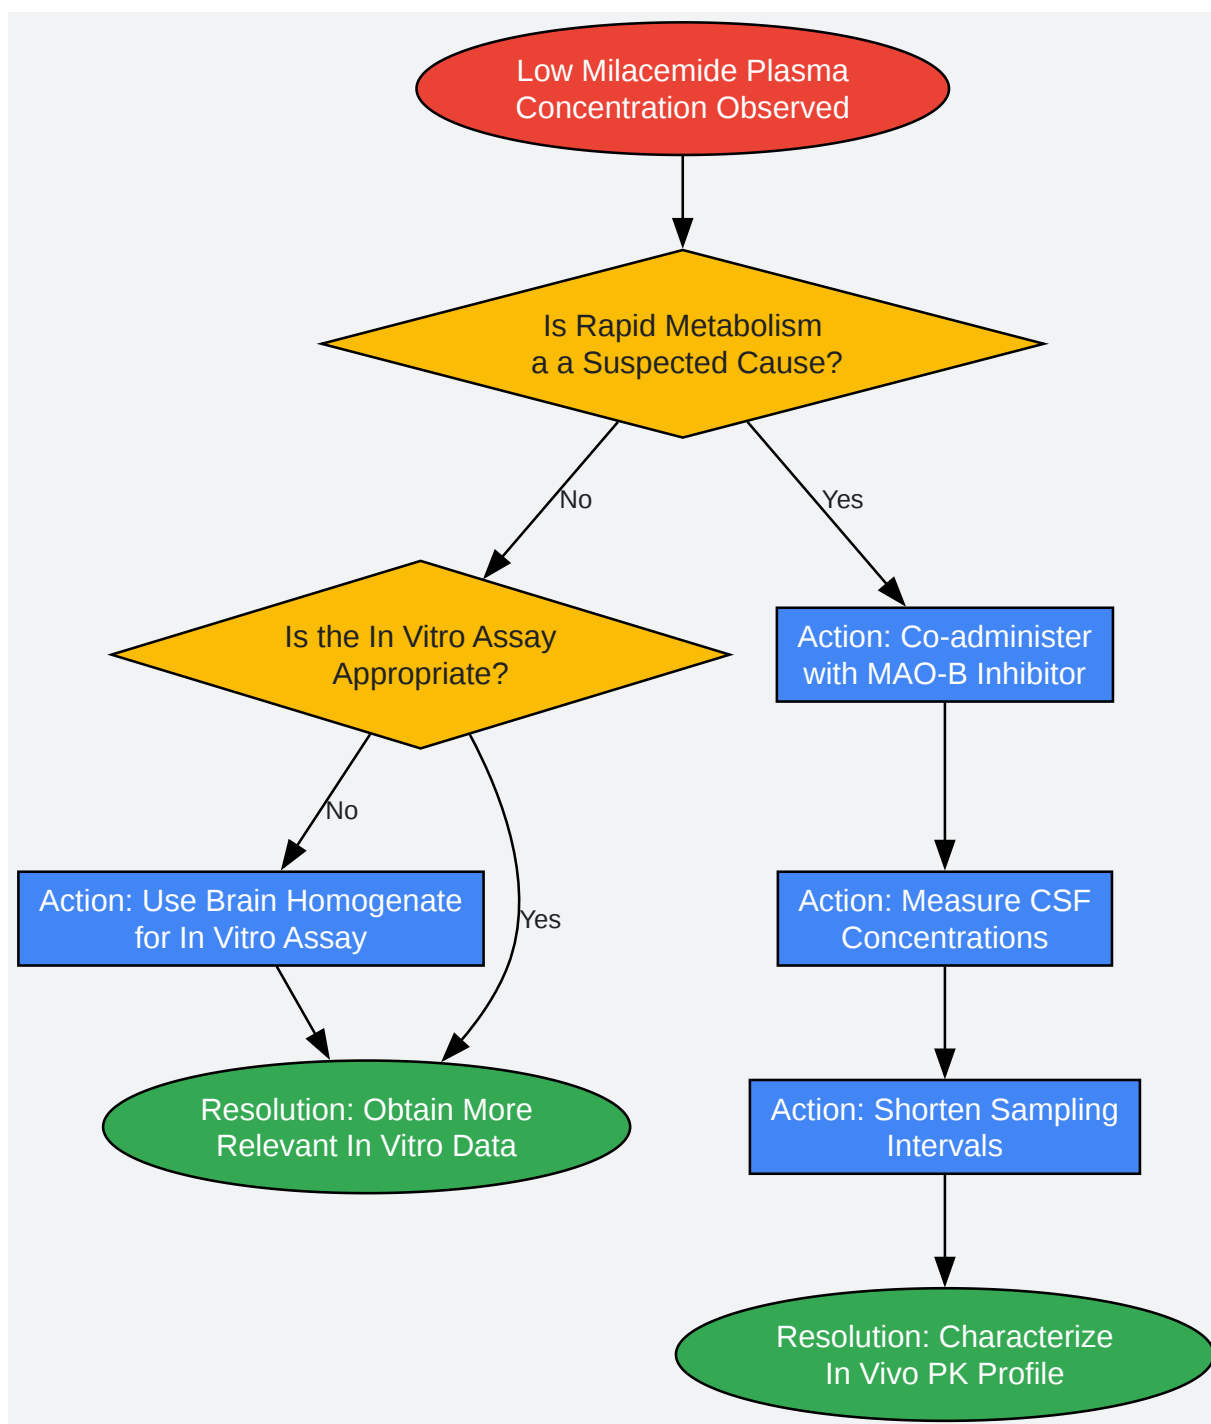 Low Milacemide Plasma
Concentration Observed
Is Rapid Metabolism
a a Suspected Cause?
No
Yes
Is the In Vitro Assay
Appropriate?
Action: Co-administer
with MAO-B Inhibitor
No
Yes
Action: Use Brain Homogenate
for In Vitro Assay
Action: Measure CSF
Concentrations
Resolution: Obtain More
Relevant In Vitro Data
Action: Shorten Sampling
Intervals
Resolution: Characterize
In Vivo PK Profile